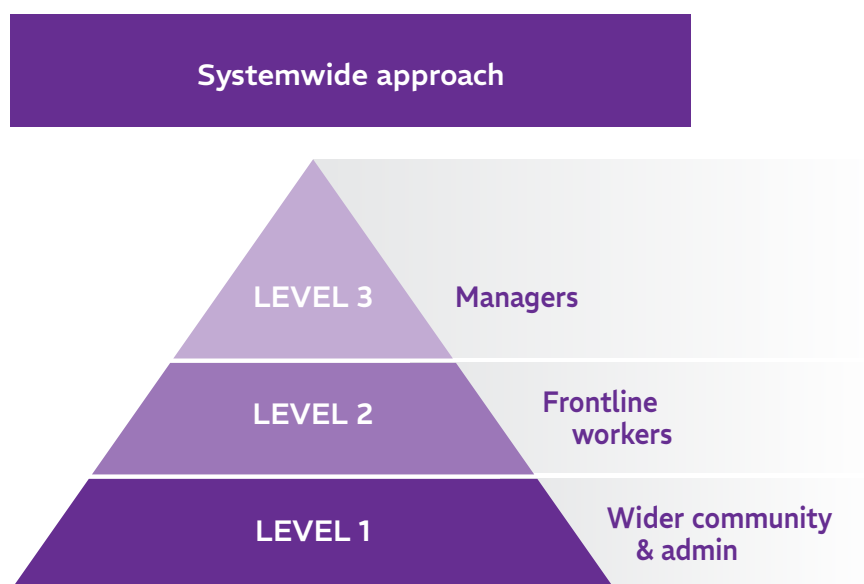 Systemwide approach
LEVEL 3
Managers
LEVEL 2
Frontline
workers
LEVEL 1
Wider community
& admin